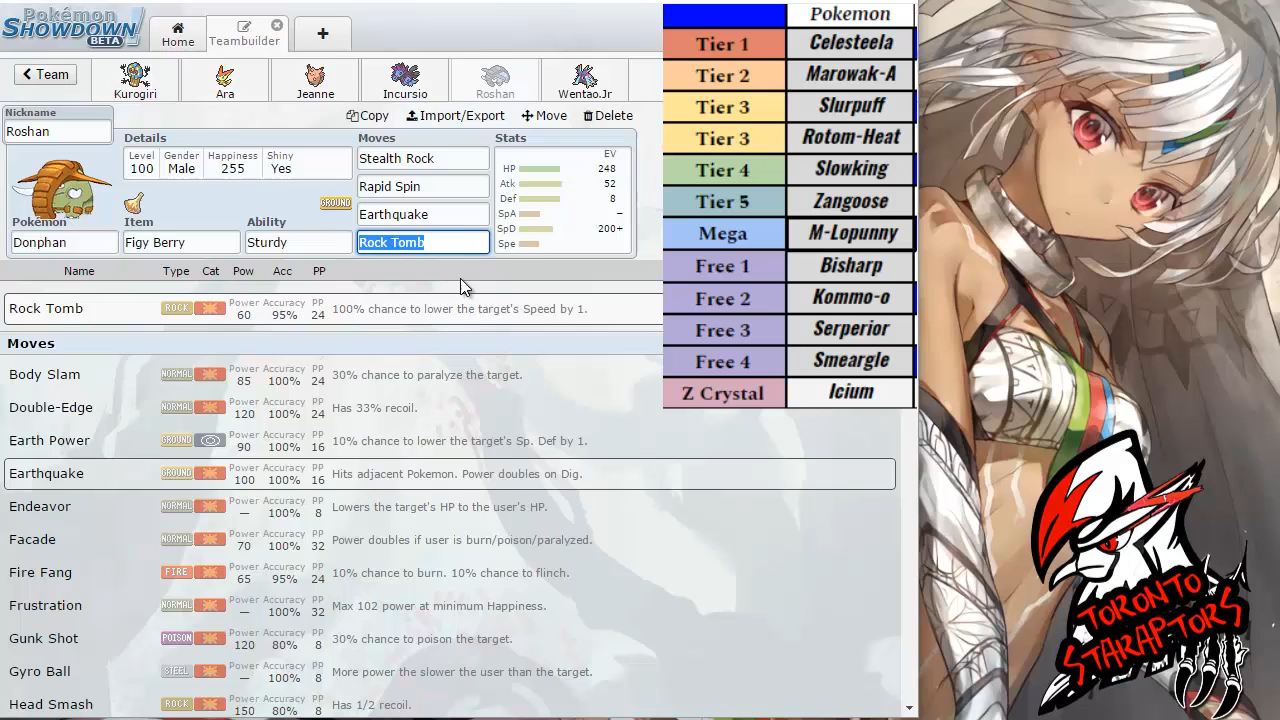 Pokémon
SHOWDOWN!
BETA
Home
Teambuilder
+
< Team
Kurogiri
Ara
Jeanne
Incursio
Roshan
WentaoJr
Copy
Import/Export
Move
Delete
Nickname
Roshan
Details
Level
100
Gender
Male
Happiness
255
Shiny
Yes
GROUND
Pokémon
Donphan
Item
Figy Berry
Ability
Sturdy
Moves
Stealth Rock
Rapid Spin
Earthquake
Rock Tomb
Stats
EV
HP 248
Atk 52
Def 8
SpA –
SpD 200+
Spe
Name Type Cat Pow Acc PP
Rock Tomb ROCK Power 60 Accuracy 95% PP 24 100% chance to lower the target's Speed by 1.
Moves
Body Slam NORMAL Power 85 Accuracy 100% PP 24 30% chance to paralyze the target.
Double-Edge NORMAL Power 120 Accuracy 100% PP 24 Has 33% recoil.
Earth Power GROUND Power 90 Accuracy 100% PP 16 10% chance to lower the target's Sp. Def by 1.
Earthquake GROUND Power 100 Accuracy 100% PP 16 Hits adjacent Pokemon. Power doubles on Dig.
Endeavor NORMAL Power — Accuracy 100% PP 8 Lowers the target's HP to the user's HP.
Facade NORMAL Power 70 Accuracy 100% PP 32 Power doubles if user is burn/poison/paralyzed.
Fire Fang FIRE Power 65 Accuracy 95% PP 24 10% chance to burn. 10% chance to flinch.
Frustration NORMAL Power — Accuracy 100% PP 32 Max 102 power at minimum Happiness.
Gunk Shot POISON Power 120 Accuracy 80% PP 8 30% chance to poison the target.
Gyro Ball STEEL Power — Accuracy 100% PP 8 More power the slower the user than the target.
Head Smash ROCK Power 150 Accuracy 80% PP 8 Has 1/2 recoil.
Pokemon
Tier 1 Celesteela
Tier 2 Marowak-A
Tier 3 Slurpuff
Tier 3 Rotom-Heat
Tier 4 Slowking
Tier 5 Zangoose
Mega M-Lopunny
Free 1 Bisharp
Free 2 Kommo-o
Free 3 Serperior
Free 4 Smeargle
Z Crystal Icium
TORONTO
STARAPTORS